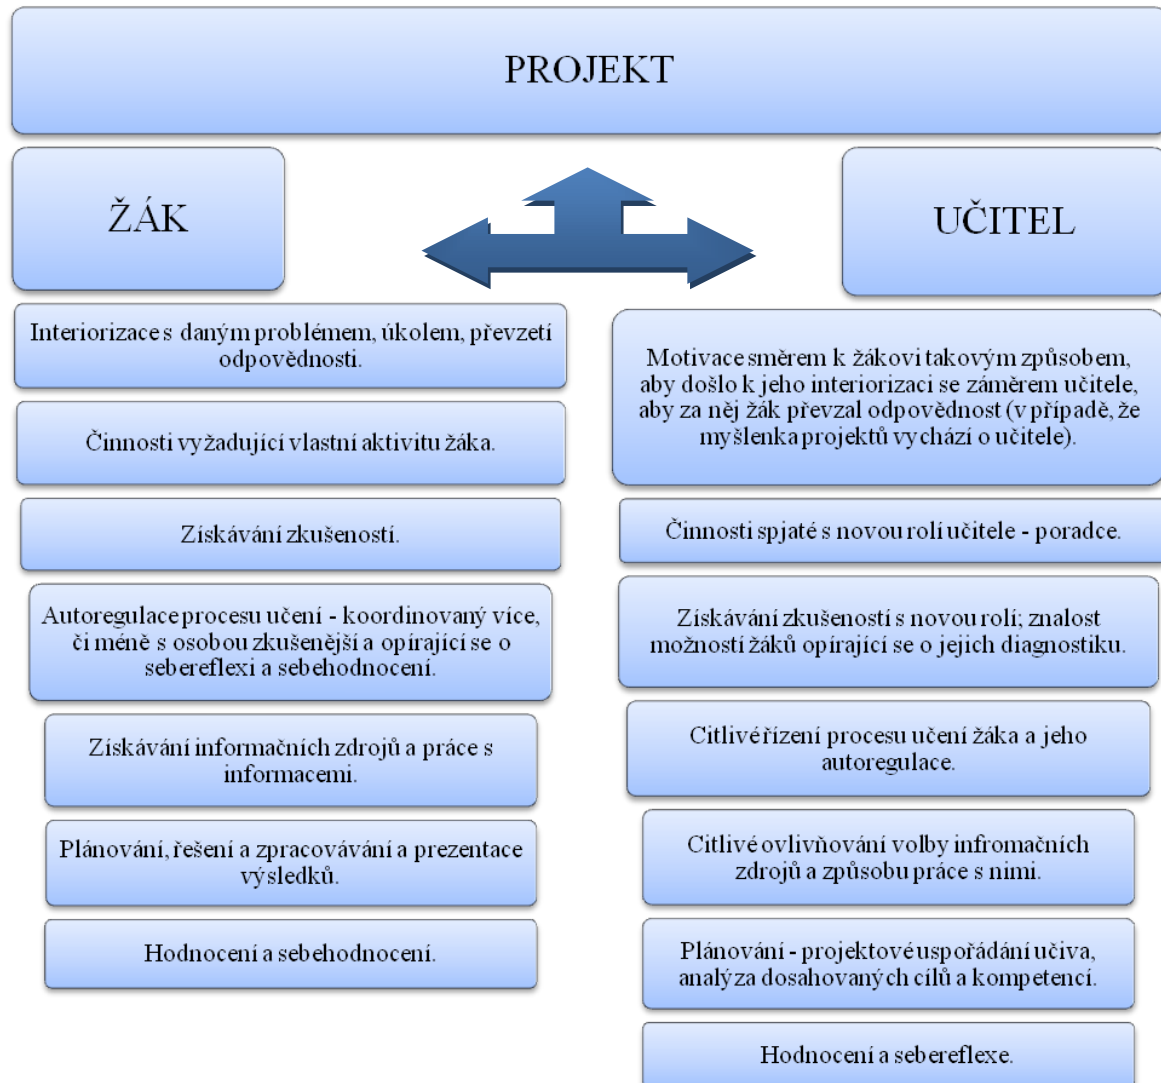 PROJEKT
ŽÁK
Interiorizace s daným problémem, úkolem, převzetí
odpovědnosti.
Činnosti vyžadující vlastní aktivitu žáka.
Získávání zkušeností.
Autoregulace procesu učení - koordinovaný více,
či méně s osobou zkušenější a opírající se o
sebereflexi a sebehodnocení.
Získávání informačních zdrojů a práce s
informacemi.
Plánování, řešení a zpracovávání a prezentace
výsledků.
Hodnocení a sebehodnocení.
UČITEL
Motivace směrem k žákovi takovým způsobem,
aby došlo k jeho interiorizaci se záměrem učitele,
aby za něj žák převzal odpovědnost (v případě, že
myšlenka projektů vychází o učitele).
Činnosti spjaté s novou rolí učitele - poradce.
Získávání zkušeností s novou rolí; znalost
možností žáků opírající se o jejich diagnostiku.
Citlivé řízení procesu učení žáka a jeho
autoregulace.
Citlivé ovlivňování volby infromačních
zdrojů a způsobu práce s nimi.
Plánování - projektové uspořádání učiva,
analýza dosahovaných cílů a kompetencí.
Hodnocení a sebereflexe.